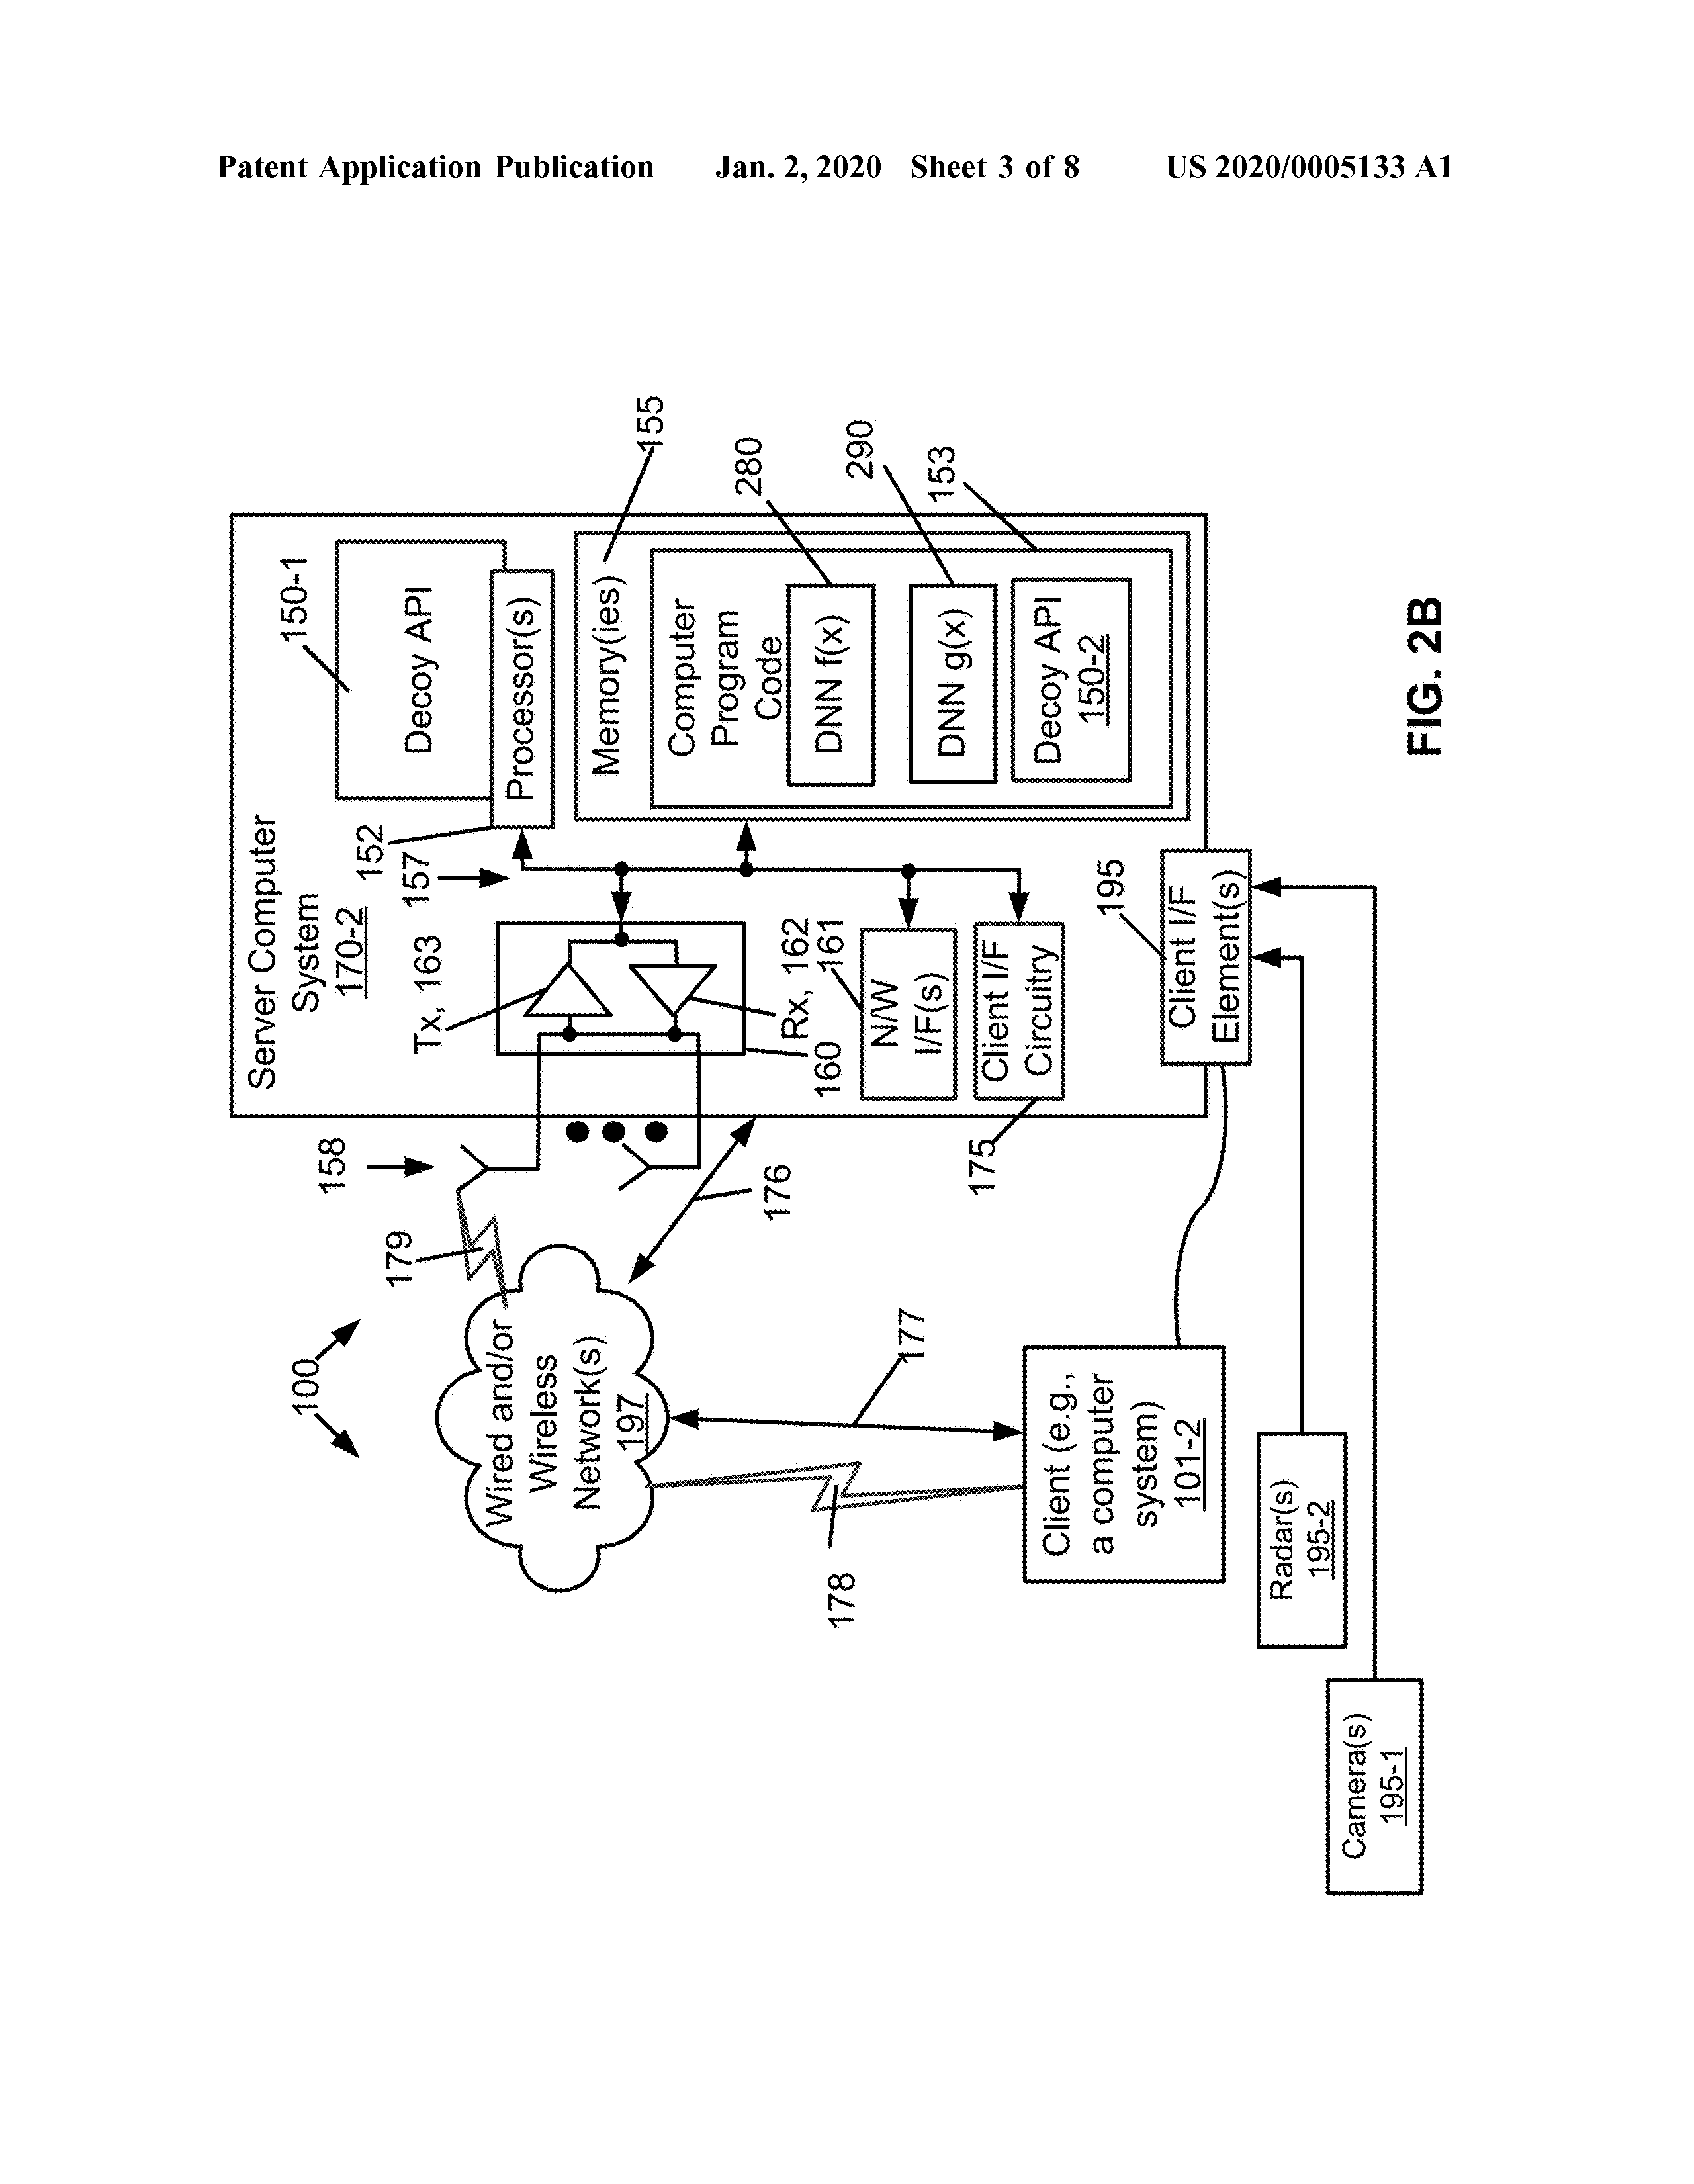 Patent Application Publication Jan. 2, 2020 Sheet 3 of 8 US 2020/0005133 A1
100
Server Computer
System
170-2
150-1
Decoy API
152
Processor(s)
157
158
Tx, 163
Rx, 162
160
161
N/W
I/F(s)
Client I/F
Circuitry
175
155
Memory(ies)
Computer
Program
Code
280
DNN f(x)
290
DNN g(x)
153
Decoy API
150-2
179
176
Wired and/or
Wireless
Network(s)
197
177
178
Client (e.g.,
a computer
system)
101-2
195
Client I/F
Element(s)
Radar(s)
195-2
Camera(s)
195-1
FIG. 2B